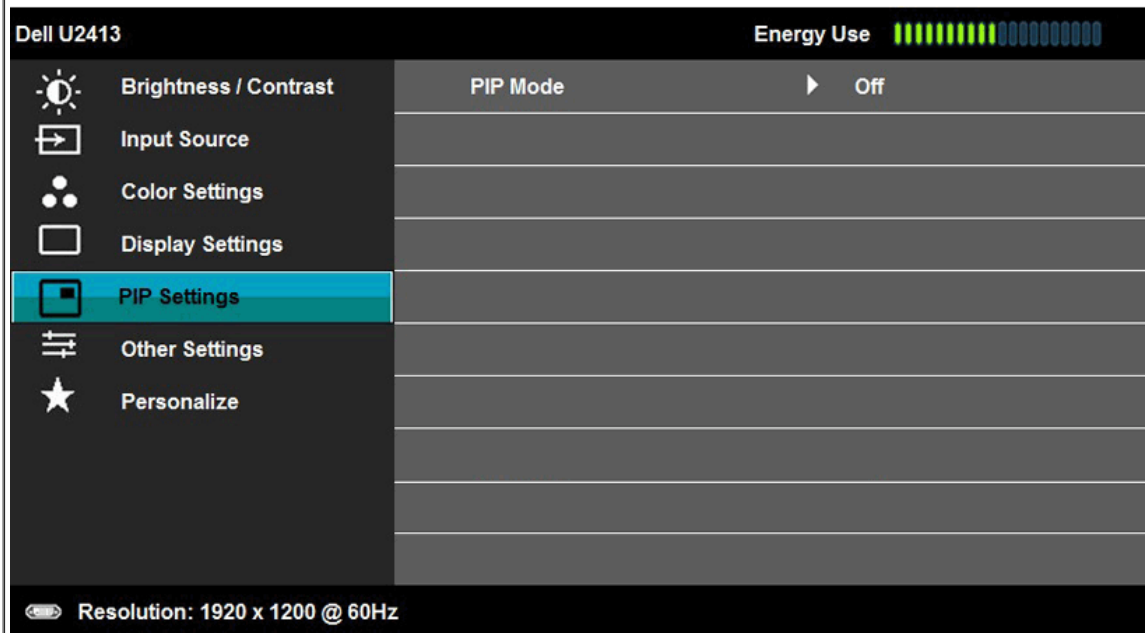 Dell U2413 Energy Use
Brightness / Contrast
Input Source
Color Settings
Display Settings
PIP Settings
Other Settings
Personalize
PIP Mode Off
Resolution: 1920 x 1200 @ 60Hz